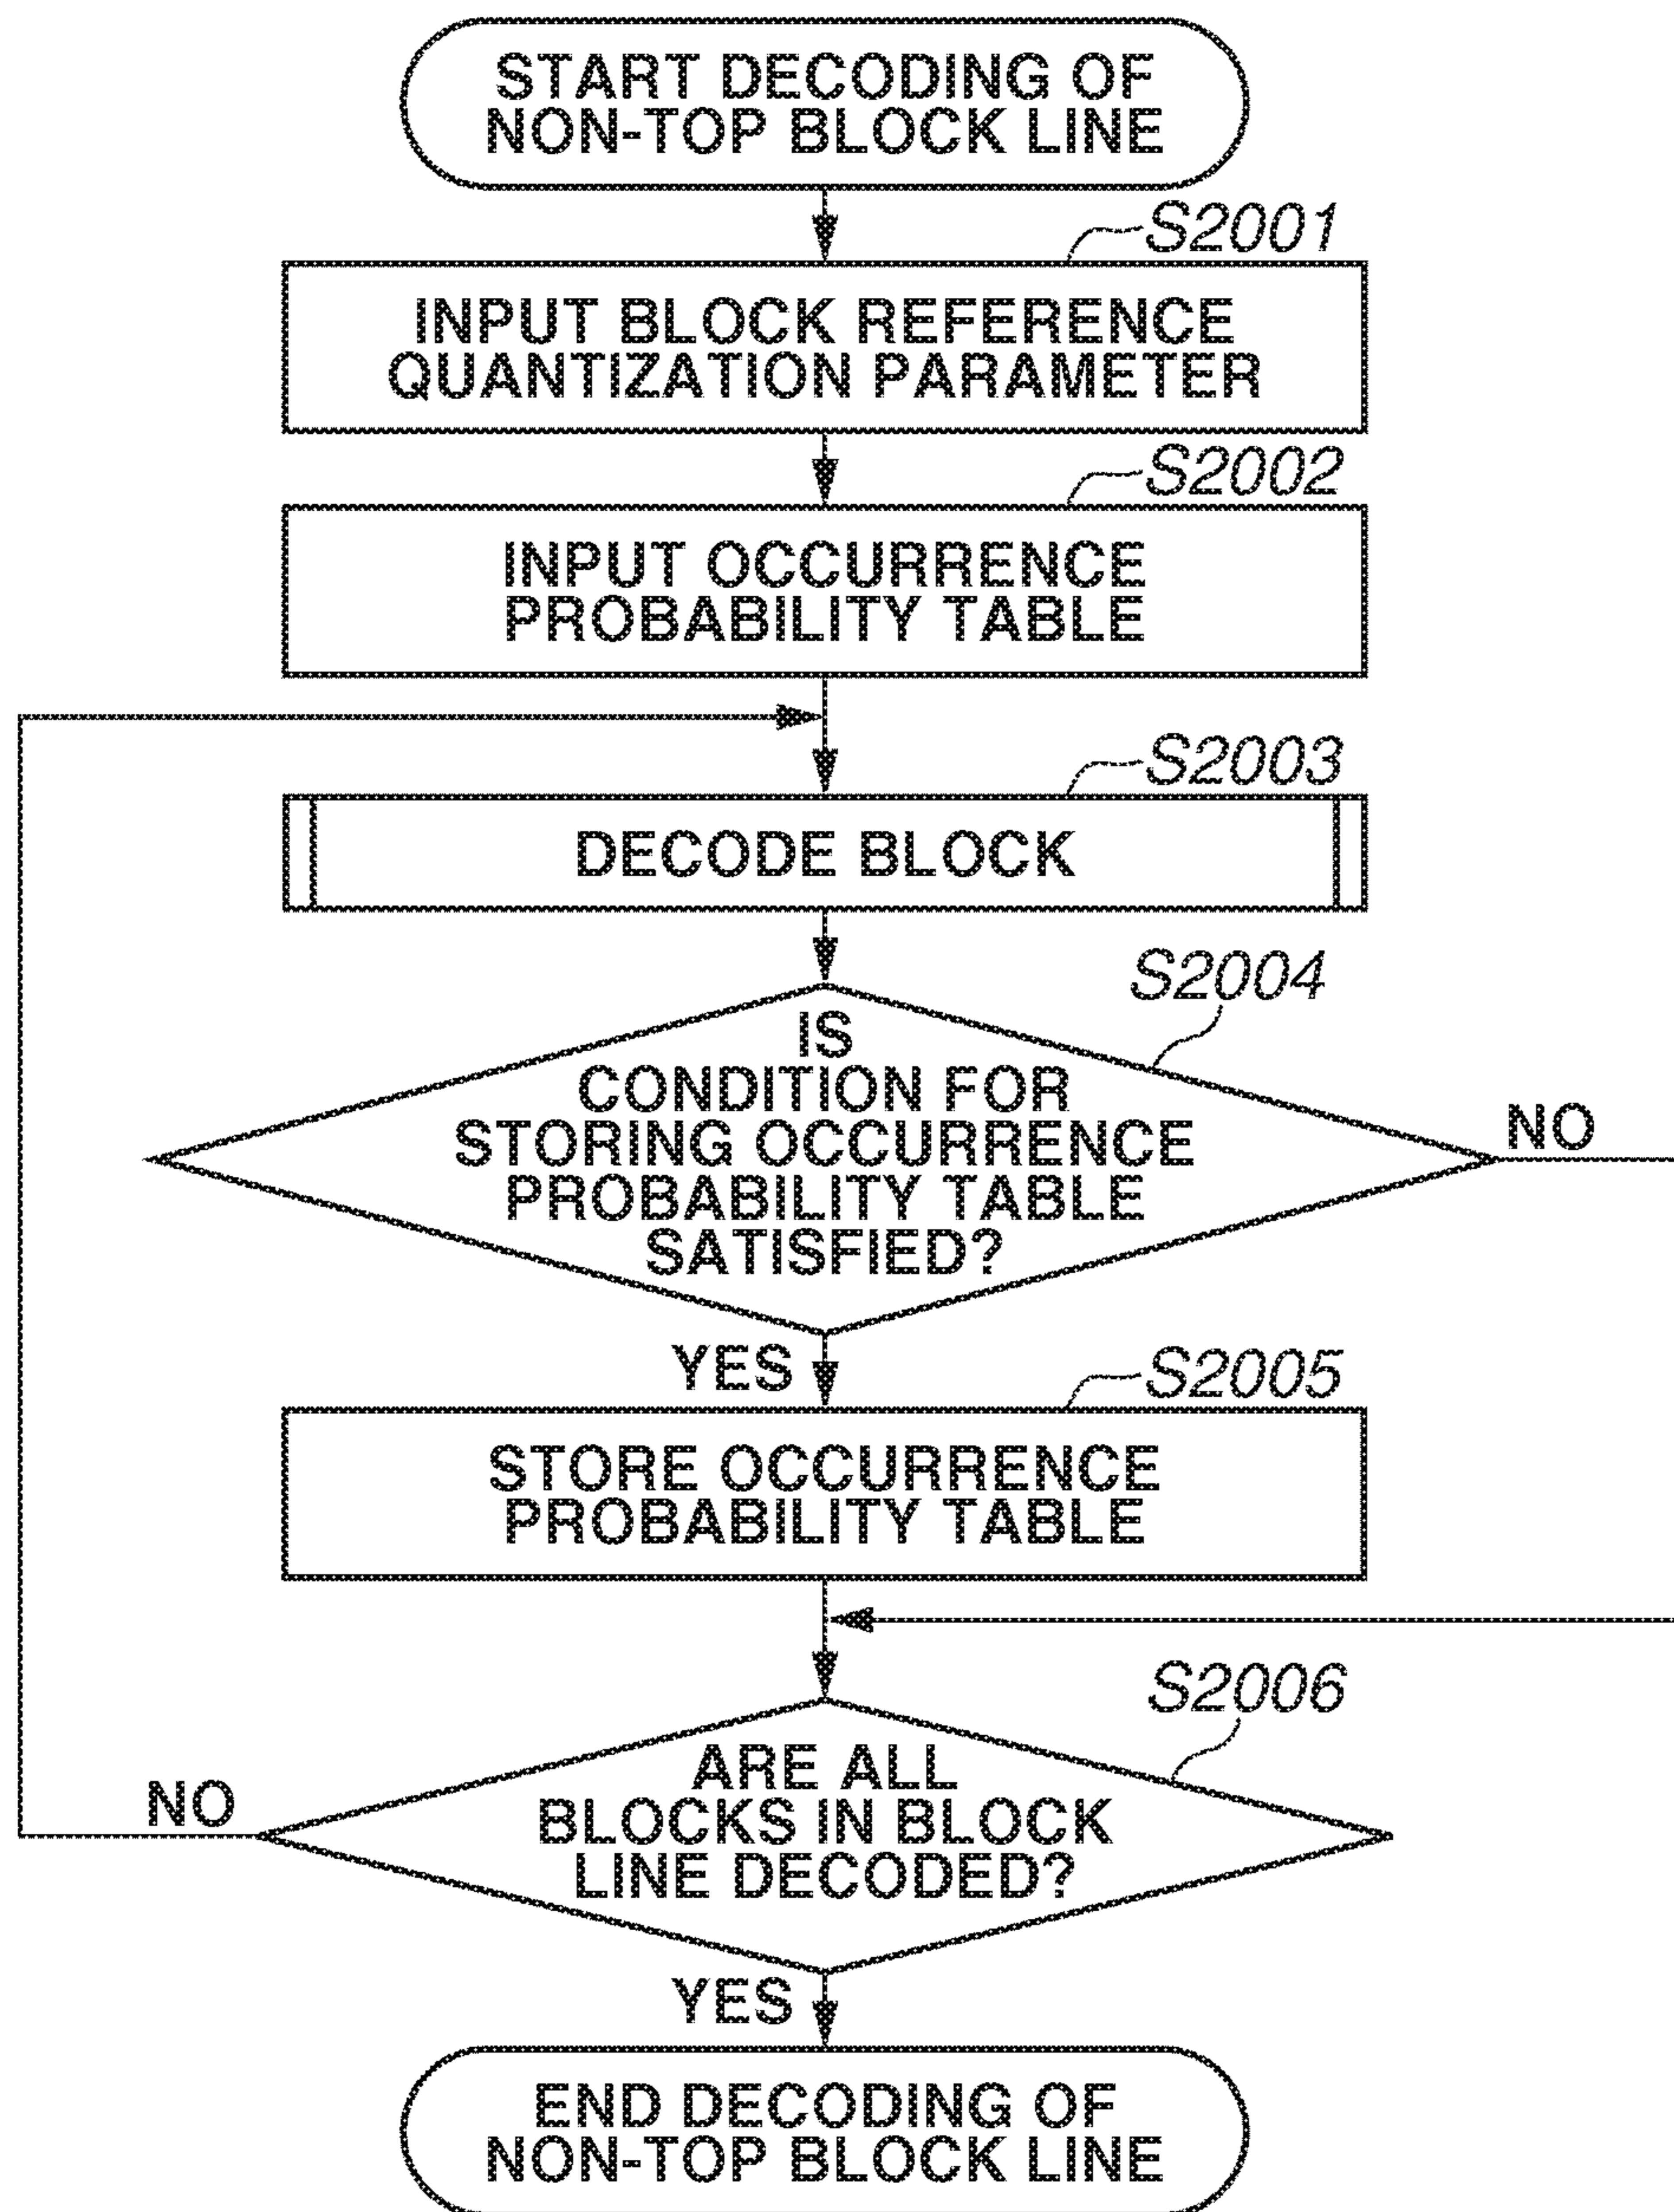 START DECODING OF
NON-TOP BLOCK LINE
S2001
INPUT BLOCK REFERENCE
QUANTIZATION PARAMETER
S2002
INPUT OCCURRENCE
PROBABILITY TABLE
S2003
DECODE BLOCK
S2004
IS
CONDITION FOR
STORING OCCURRENCE
PROBABILITY TABLE
SATISFIED?
NO
YES
S2005
STORE OCCURRENCE
PROBABILITY TABLE
S2006
ARE ALL
BLOCKS IN BLOCK
LINE DECODED?
NO
YES
END DECODING OF
NON-TOP BLOCK LINE